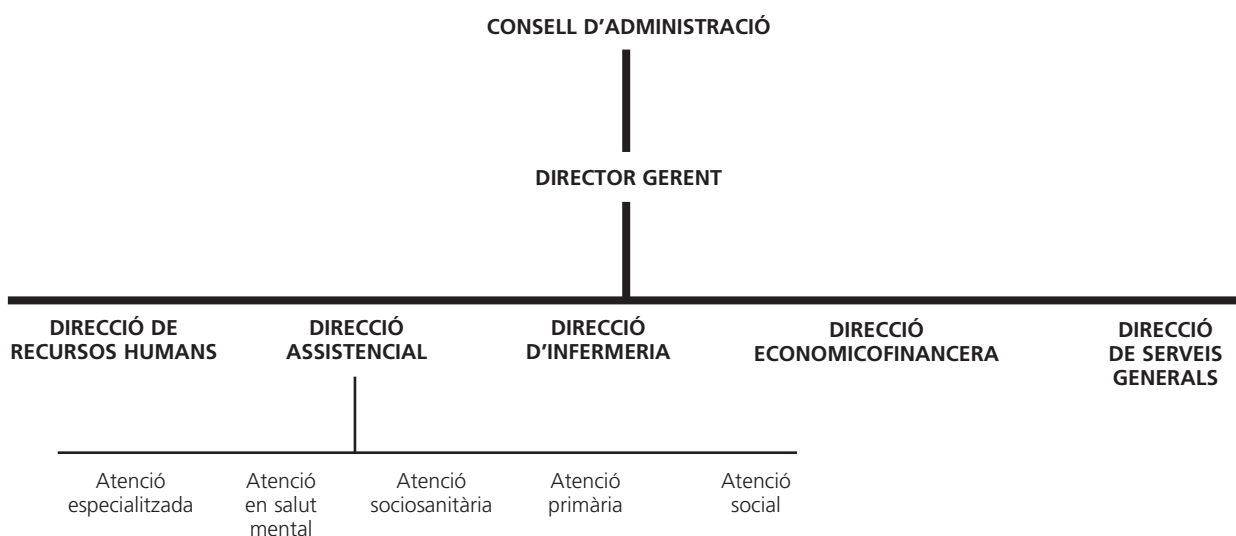 CONSELL D’ADMINISTRACIÓ
DIRECTOR GERENT
DIRECCIÓ DE
RECURSOS HUMANS
DIRECCIÓ
ASSISTENCIAL
DIRECCIÓ
D’INFERMERIA
DIRECCIÓ
ECONOMICOFINANCERA
DIRECCIÓ
DE SERVEIS
GENERALS
Atenció
especialitzada
Atenció
en salut
mental
Atenció
sociosanitària
Atenció
primària
Atenció
social